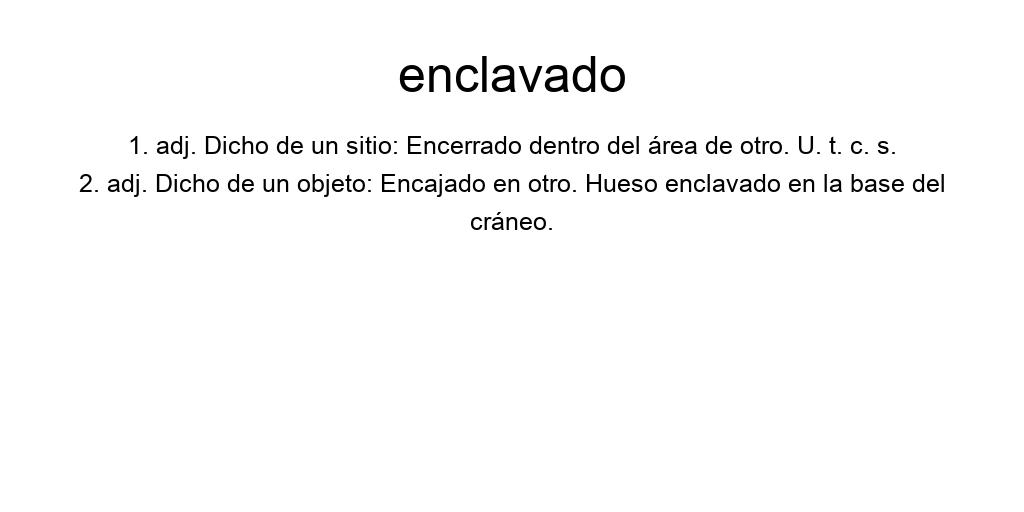 enclavado
1. adj. Dicho de un sitio: Encerrado dentro del área de otro. U. t. c. s.
2. adj. Dicho de un objeto: Encajado en otro. Hueso enclavado en la base del
cráneo.